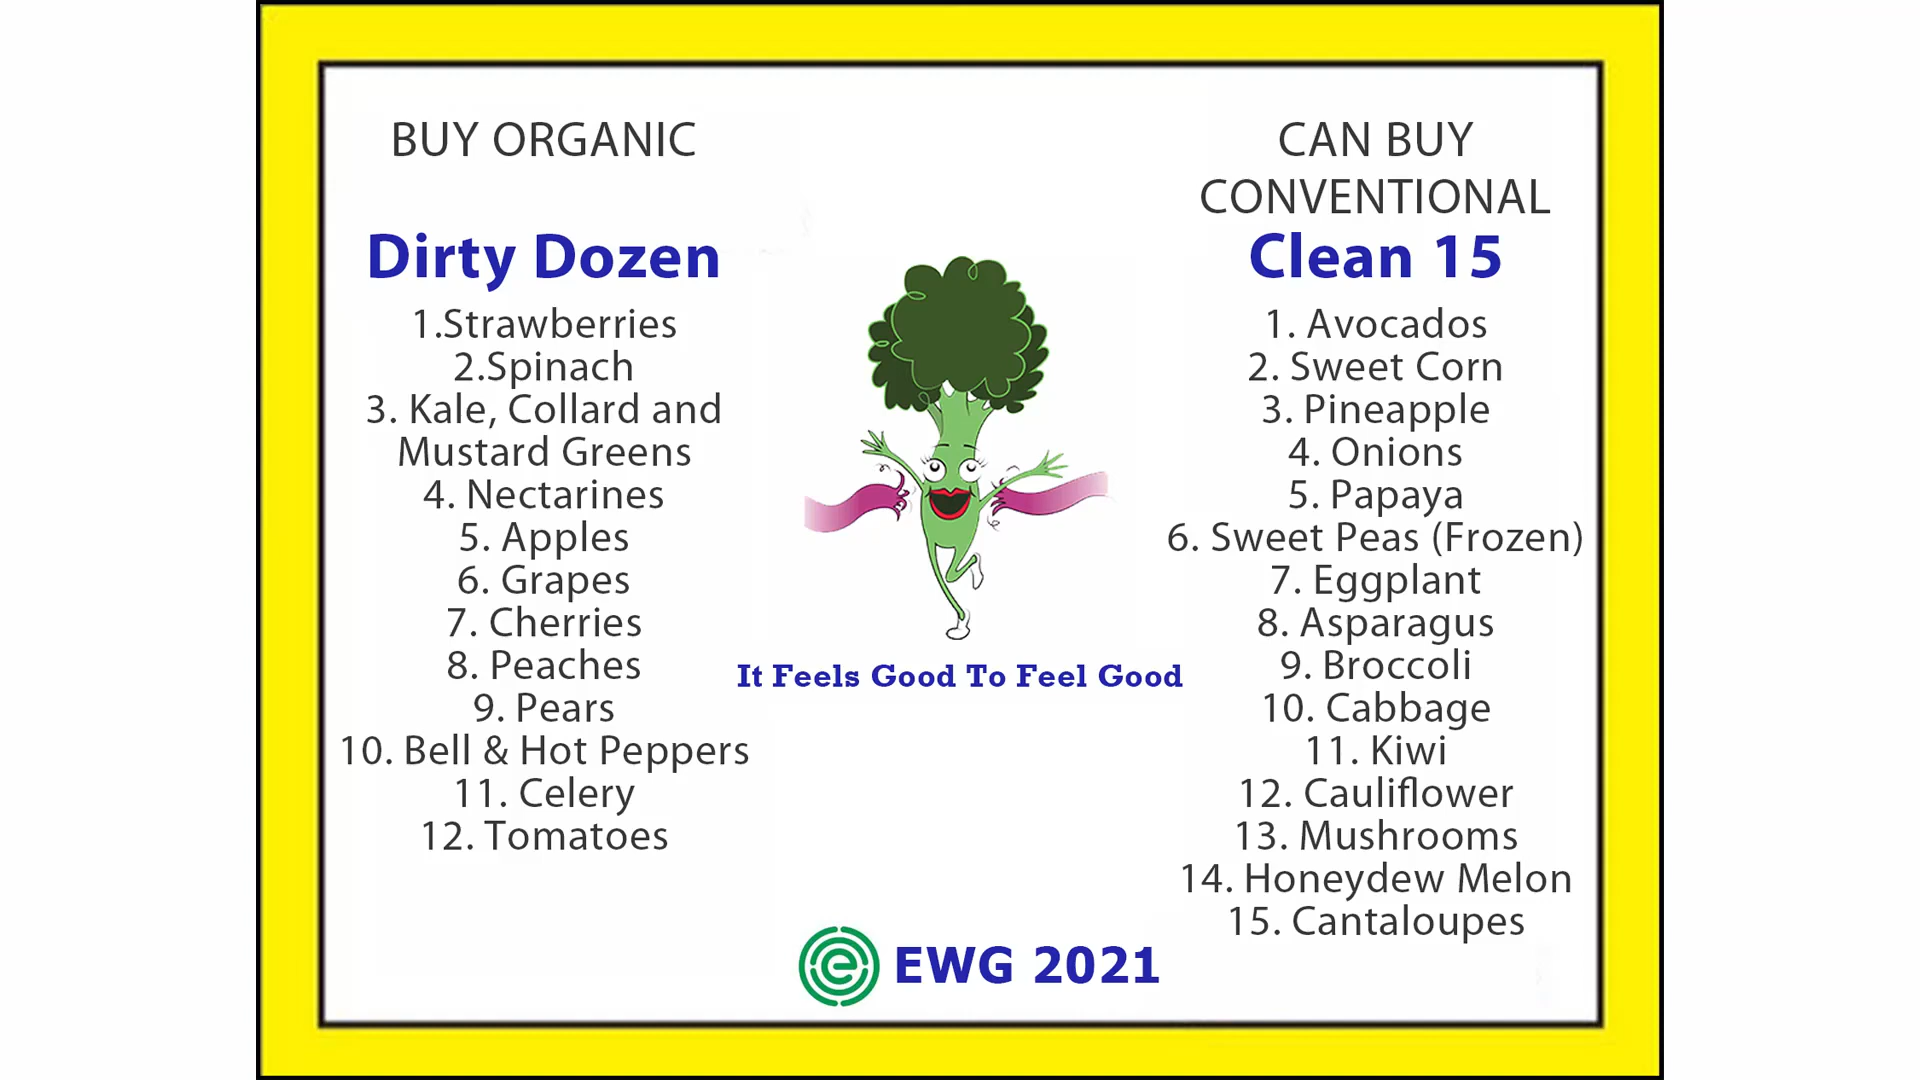 BUY ORGANIC
Dirty Dozen
1.Strawberries
2.Spinach
3. Kale, Collard and
Mustard Greens
4. Nectarines
5. Apples
6. Grapes
7. Cherries
8. Peaches
9. Pears
10. Bell & Hot Peppers
11. Celery
12. Tomatoes
It Feels Good To Feel Good
e EWG 2021
CAN BUY
CONVENTIONAL
Clean 15
1. Avocados
2. Sweet Corn
3. Pineapple
4. Onions
5. Papaya
6. Sweet Peas (Frozen)
7. Eggplant
8. Asparagus
9. Broccoli
10. Cabbage
11. Kiwi
12. Cauliflower
13. Mushrooms
14. Honeydew Melon
15. Cantaloupes